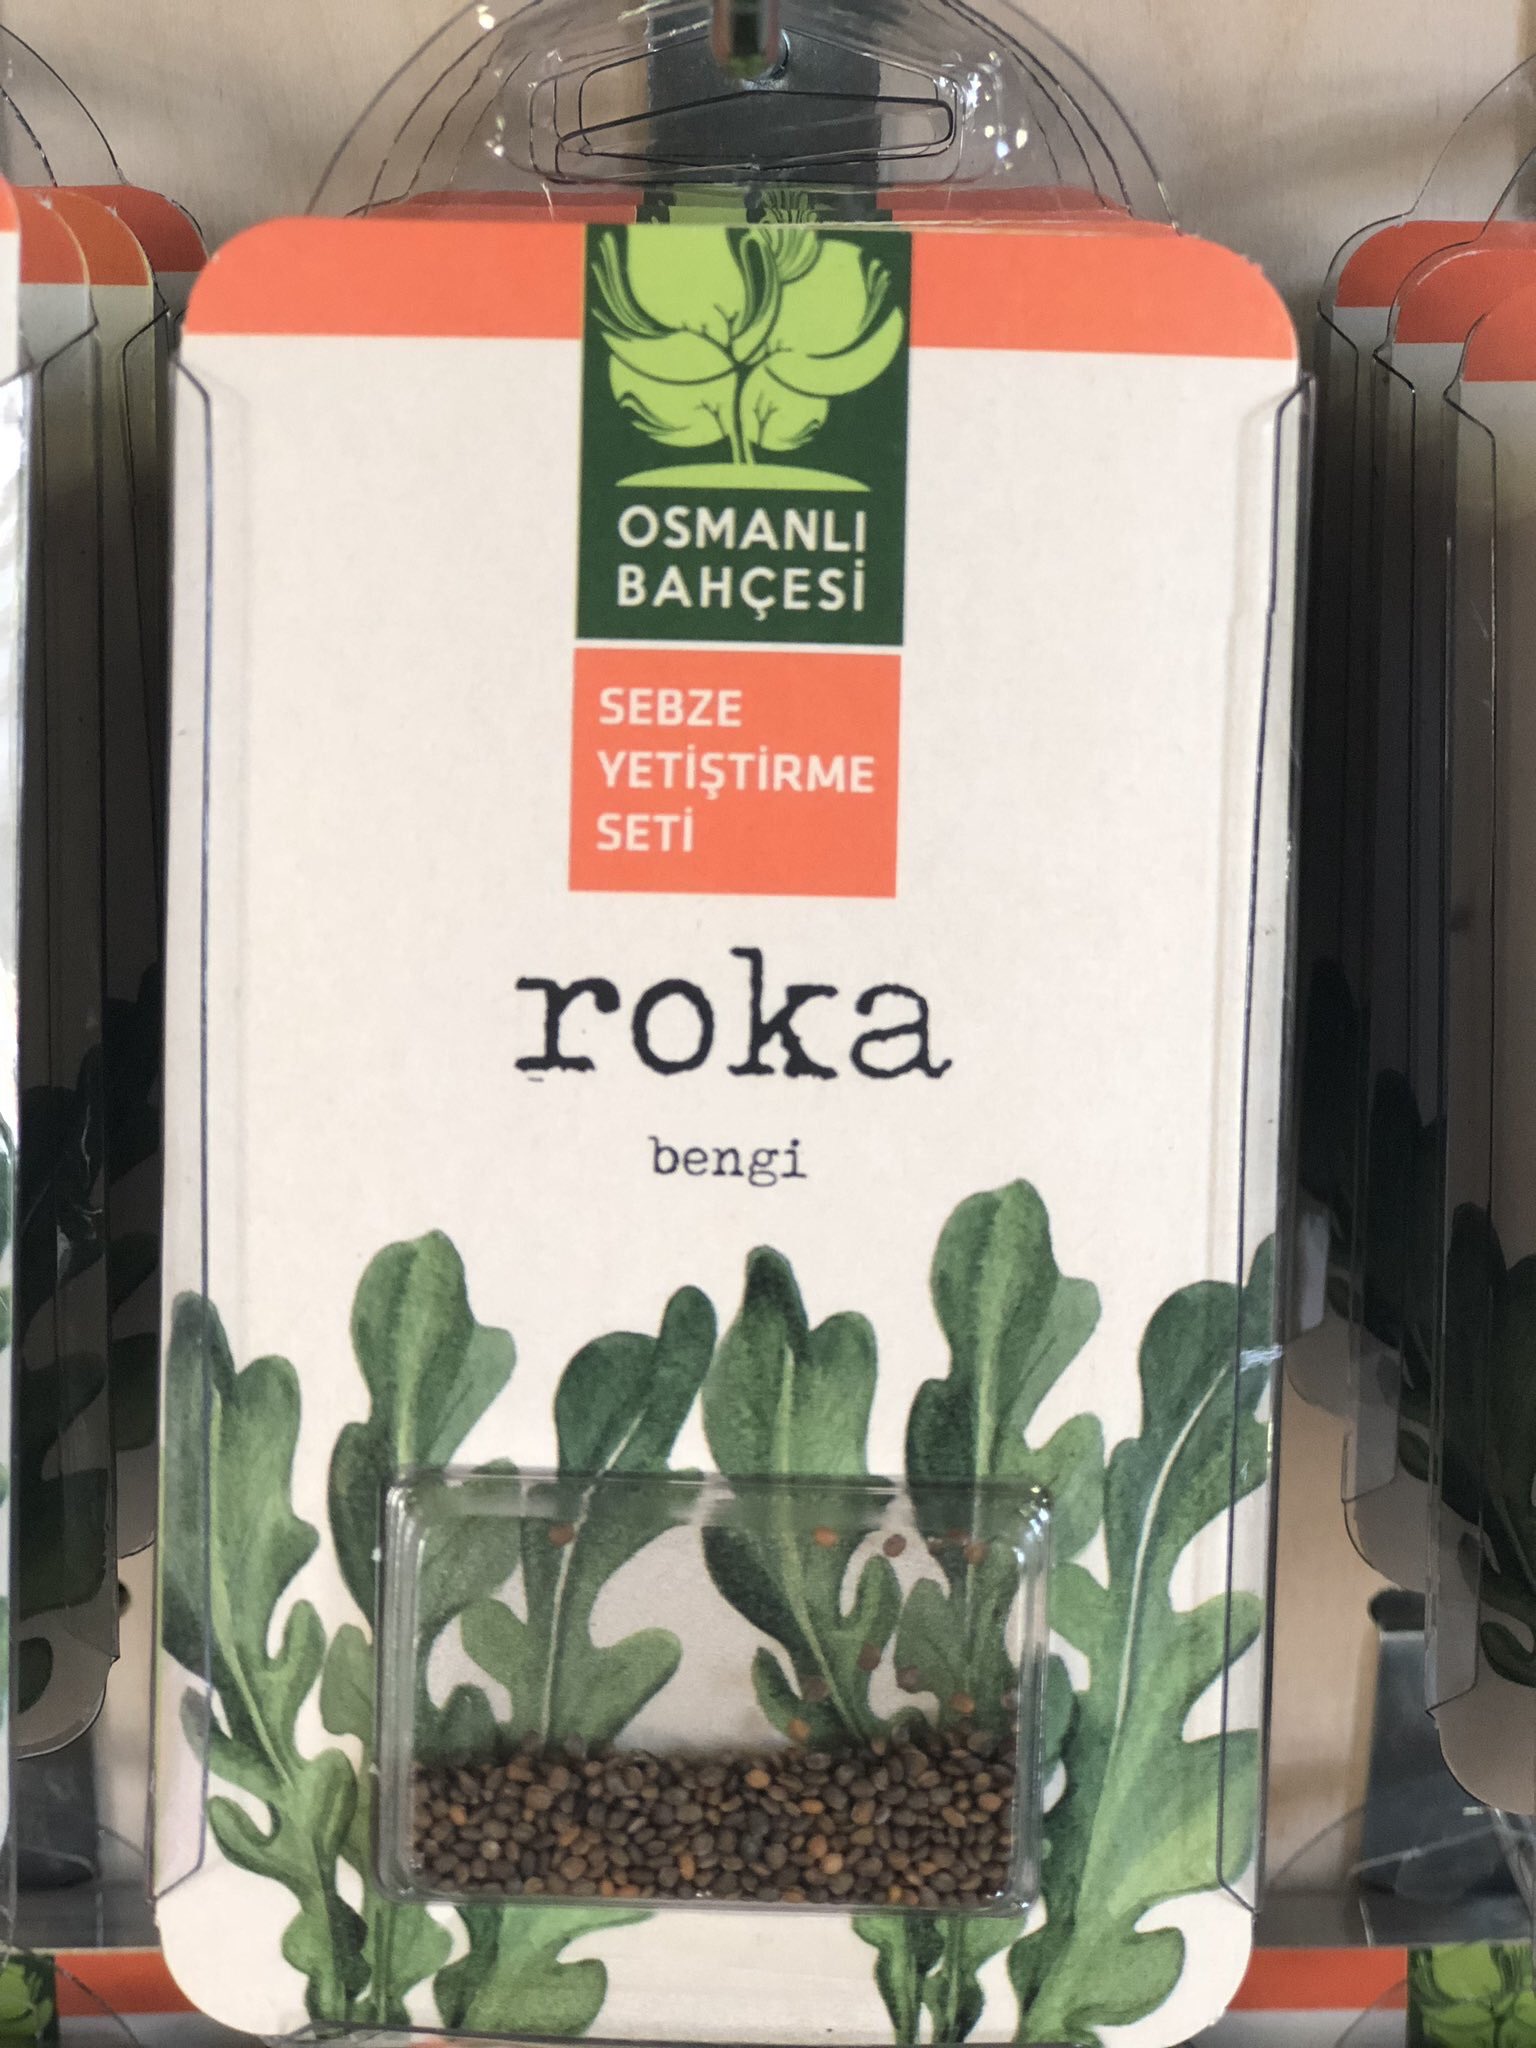 OSMANLI
BAHÇESİ
SEBZE
YETİŞTİRME
SETİ
roka
bengi